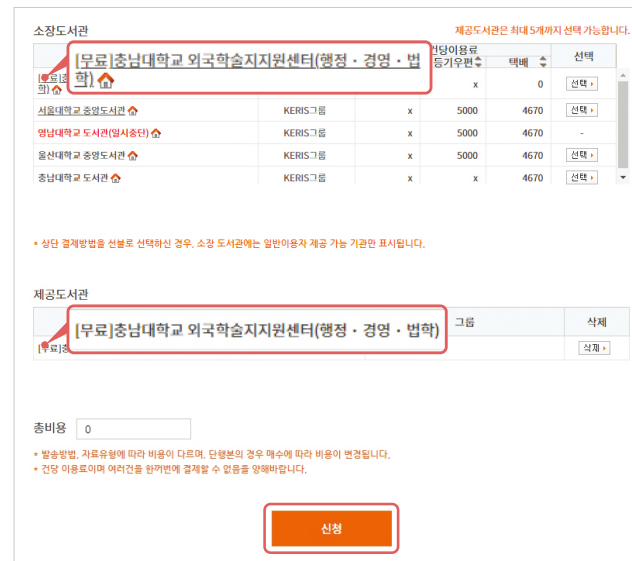 소장도서관
제공도서관은 최대 5개까지 선택 가능합니다.
건당이용료
등기우편 택배 선택
[무료]충남대학교 외국학술지지원센터(행정・경영・법
학)
학) x 0 선택
서울대학교 중앙도서관 KERIS그룹 x 5000 4670 선택
영남대학교 도서관(일시중단) x 5000 4670 -
울산대학교 중앙도서관 KERIS그룹 x 5000 4670 선택
충남대학교 도서관 KERIS그룹 x x 4670 선택
* 상단 결제방법을 선불로 선택하신 경우, 소장 도서관에는 일반이용자 제공 가능 기관만 표시됩니다.
제공도서관
그룹 삭제
[무료]충남대학교 외국학술지지원센터(행정・경영・법학)
삭제
총비용 0
* 발송방법, 자료유형에 따라 비용이 다르며, 단행본의 경우 매수에 따라 비용이 변경됩니다.
* 건당 이용료이며 여러건을 한꺼번에 결제할 수 없음을 양해바랍니다.
신청